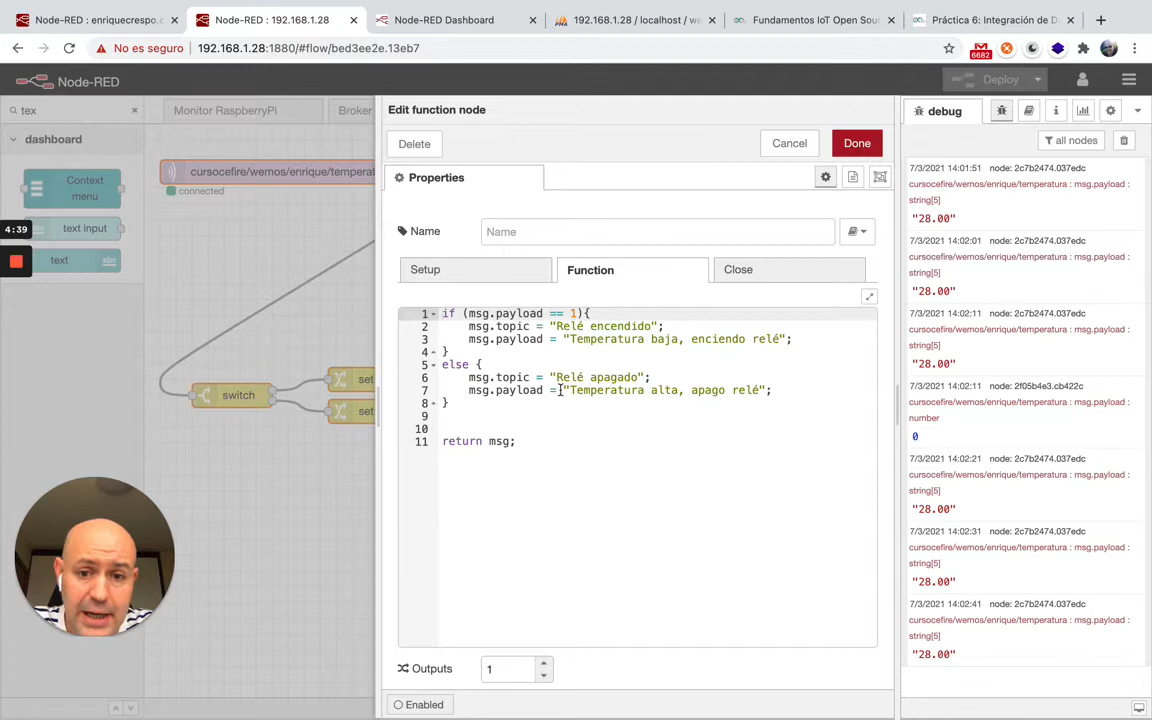 Node-RED : enriquecrespo.c
Node-RED : 192.168.1.28
Node-RED Dashboard
192.168.1.28 / localhost / we
Fundamentos IoT Open Sou
Práctica 6: Integración de D
No es seguro
192.168.1.28:1880/#flow/bed3ee2e.13eb7
6682
Node-RED
Deploy
tex
dashboard
Context menu
text input
text
abc
4:39
Monitor RaspberryPi
Broker
cursocefire/wemos/enrique/temperat
connected
switch
set
set
Edit function node
Delete
Cancel
Done
Properties
Name
Name
Setup
Function
Close
1 if (msg.payload == 1){
2 msg.topic = "Relé encendido";
3 msg.payload = "Temperatura baja, enciendo relé";
4 }
5 else {
6 msg.topic = "Relé apagado";
7 msg.payload = "Temperatura alta, apago relé";
8 }
9
10
11 return msg;
Outputs
1
Enabled
debug
all nodes
7/3/2021 14:01:51 node: 2c7b2474.037edc
cursocefire/wemos/enrique/temperatura : msg.payload :
string[5]
"28.00"
7/3/2021 14:02:01 node: 2c7b2474.037edc
cursocefire/wemos/enrique/temperatura : msg.payload :
string[5]
"28.00"
7/3/2021 14:02:11 node: 2c7b2474.037edc
cursocefire/wemos/enrique/temperatura : msg.payload :
string[5]
"28.00"
7/3/2021 14:02:11 node: 2f05b4e3.cb422c
cursocefire/wemos/enrique/temperatura : msg.payload :
number
0
7/3/2021 14:02:21 node: 2c7b2474.037edc
cursocefire/wemos/enrique/temperatura : msg.payload :
string[5]
"28.00"
7/3/2021 14:02:31 node: 2c7b2474.037edc
cursocefire/wemos/enrique/temperatura : msg.payload :
string[5]
"28.00"
7/3/2021 14:02:41 node: 2c7b2474.037edc
cursocefire/wemos/enrique/temperatura : msg.payload :
string[5]
"28.00"